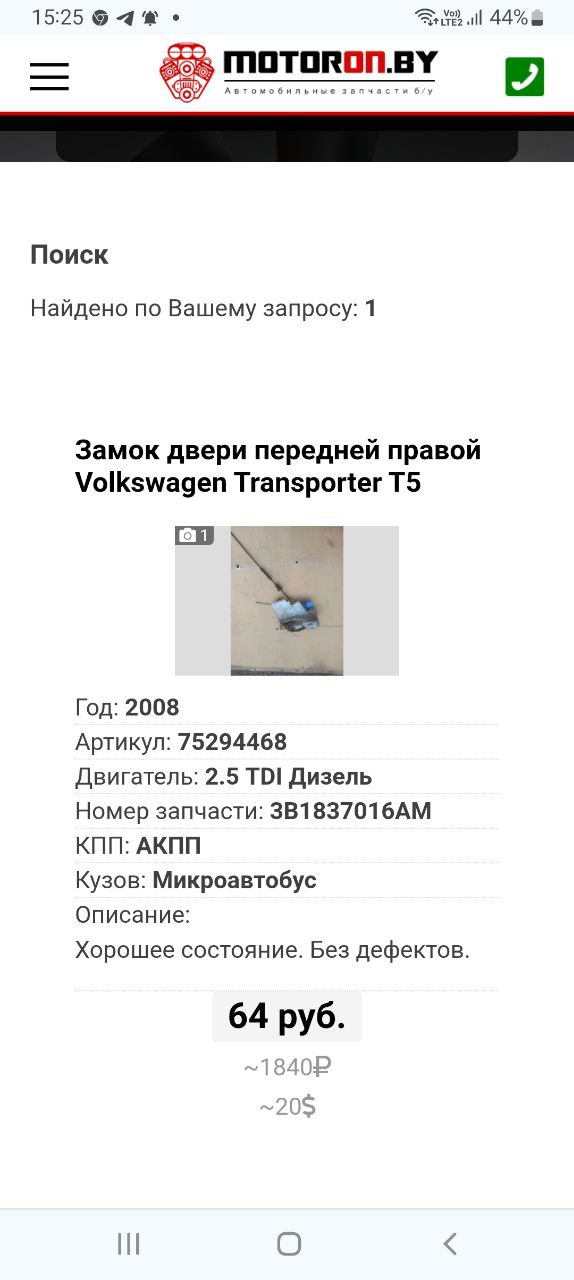 15:25
Vo)) LTE2 44%
MOTORON.BY
Автомобильные запчасти б/у
Поиск
Найдено по Вашему запросу: 1
Замок двери передней правой
Volkswagen Transporter T5
1
Год: 2008
Артикул: 75294468
Двигатель: 2.5 TDI Дизель
Номер запчасти: 3B1837016AM
КПП: АКПП
Кузов: Микроавтобус
Описание:
Хорошее состояние. Без дефектов.
64 руб.
~1840₽
~20$